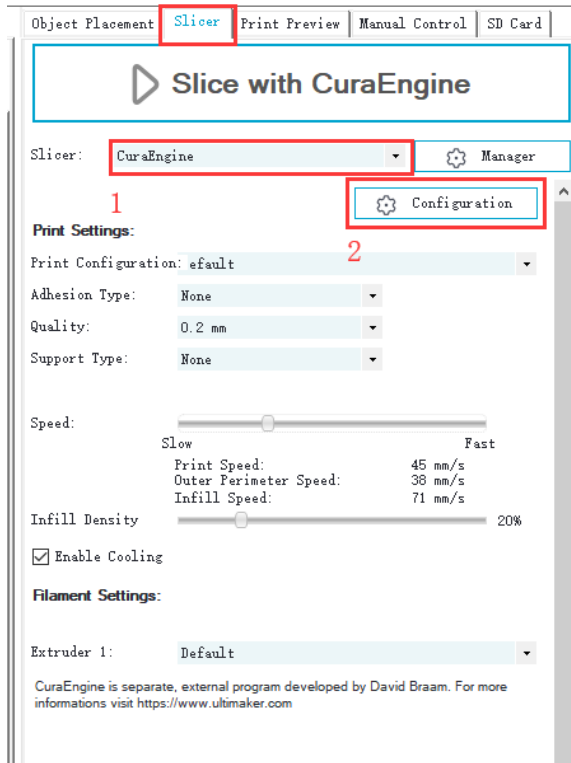 Object Placement Slicer Print Preview Manual Control SD Card
Slice with CuraEngine
Slicer: CuraEngine Manager
1 Configuration
Print Settings: 2
Print Configuration: efault
Adhesion Type: None
Quality: 0.2 mm
Support Type: None
Speed:
Slow Fast
Print Speed: 45 mm/s
Outer Perimeter Speed: 38 mm/s
Infill Speed: 71 mm/s
Infill Density 20%
Enable Cooling
Filament Settings:
Extruder 1: Default
CuraEngine is separate, external program developed by David Braam. For more
informations visit https://www.ultimaker.com